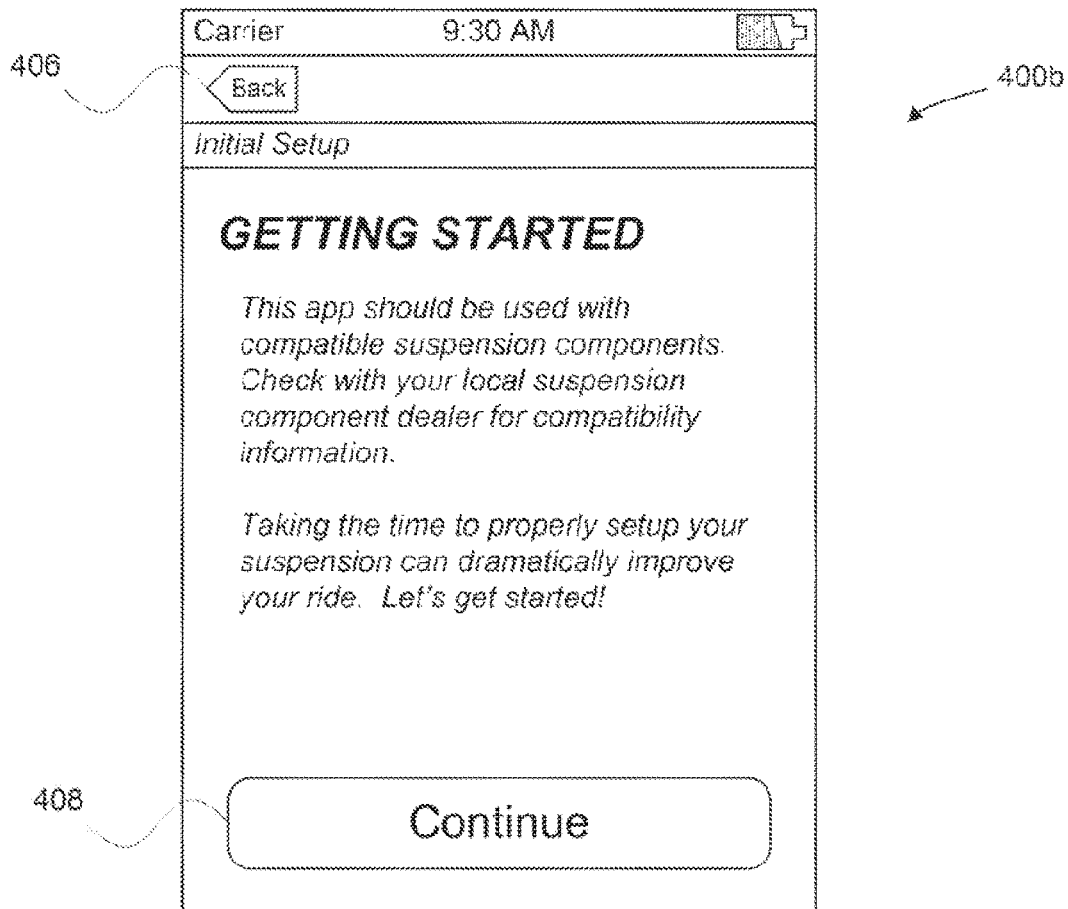 Carrier 9:30 AM
406
Back
400b
Initial Setup
GETTING STARTED
This app should be used with
compatible suspension components.
Check with your local suspension
component dealer for compatibility
information.
Taking the time to properly setup your
suspension can dramatically improve
your ride. Let's get started!
408
Continue